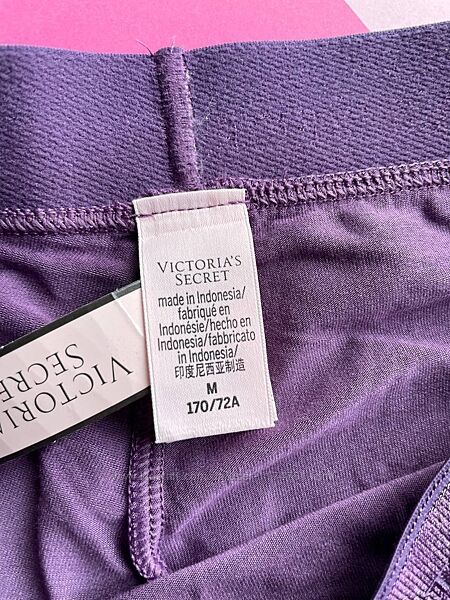 VICTORIA'S
SECRET
made in Indonesia/
fabriqué en
Indonésie/hecho en
Indonesia/fabbricato
in Indonesia/
印度尼西亚制造
M
170/72A
VICTORIA
SECRE